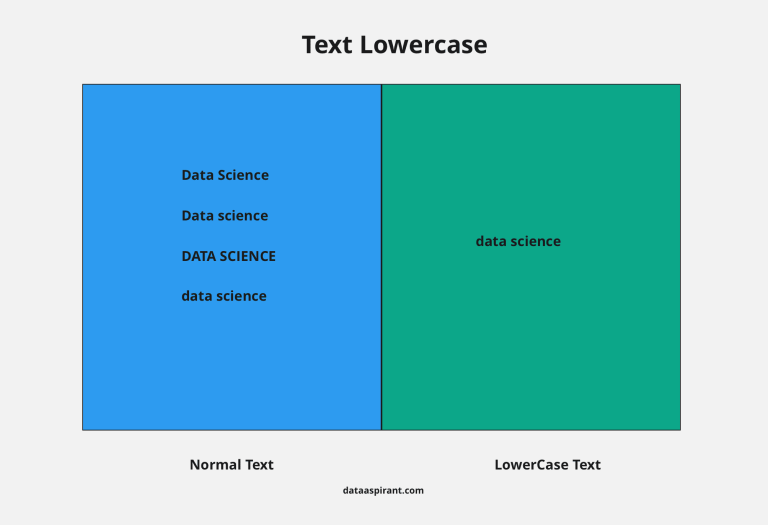 Text Lowercase
Data Science
Data science
DATA SCIENCE
data science
data science
Normal Text
LowerCase Text
dataaspirant.com